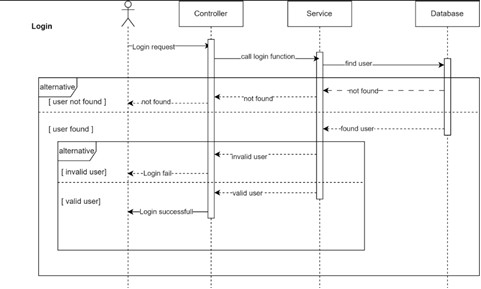 Controller
Service
Database
Login
Login request
call login function
find user
alternative
not found
not found
[ user not found ]
not found
[ user found ]
found user
alternative
invalid user
[ invalid user]
Login fail
valid user
[ valid user]
Login successfull